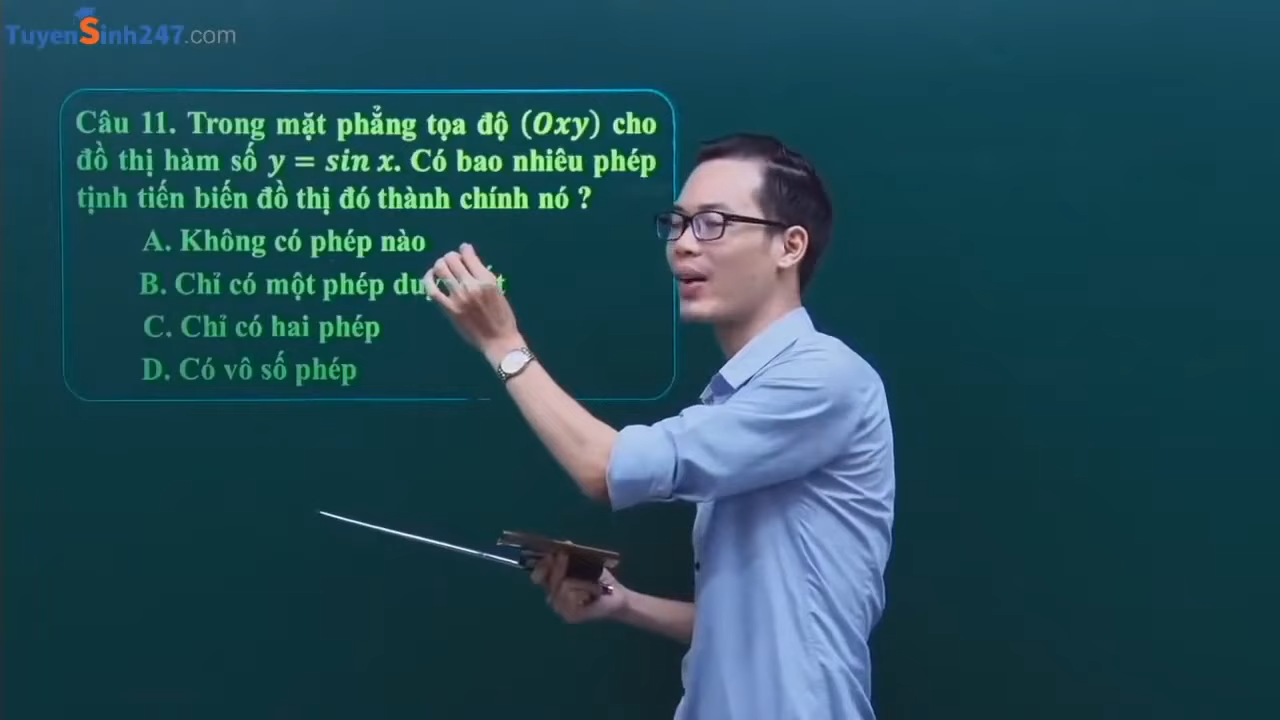 TuyenSinh247.com
Câu 11. Trong mặt phẳng tọa độ (Oxy) cho
đồ thị hàm số y = sin x. Có bao nhiêu phép
tịnh tiến biến đồ thị đó thành chính nó ?
A. Không có phép nào
B. Chỉ có một phép
C. Chỉ có hai phép
D. Có vô số phép